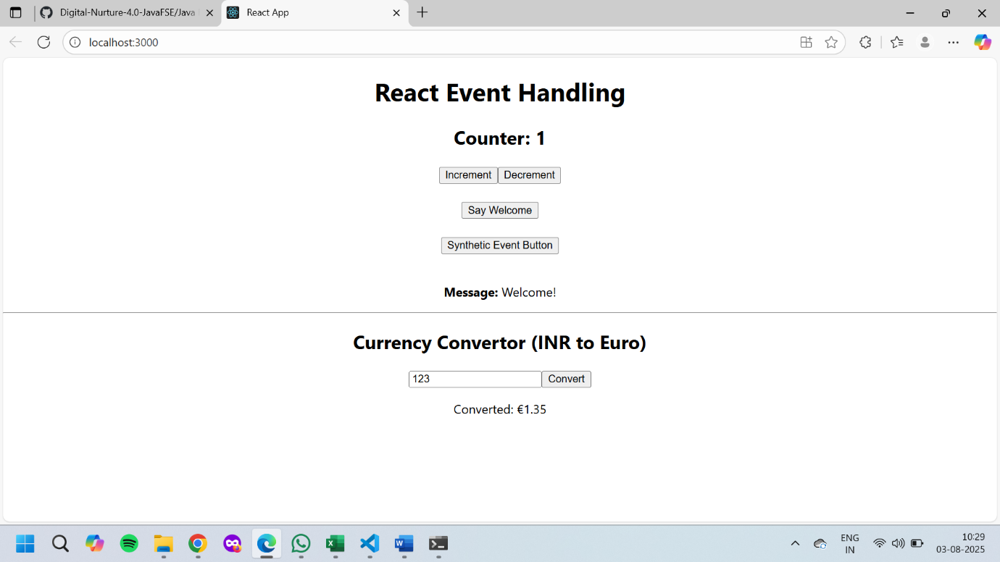 Digital-Nurture-4.0-JavaFSE/Java
React App
localhost:3000
React Event Handling
Counter: 1
Increment Decrement
Say Welcome
Synthetic Event Button
Message: Welcome!
Currency Convertor (INR to Euro)
123 Convert
Converted: €1.35
ENG
IN
10:29
03-08-2025